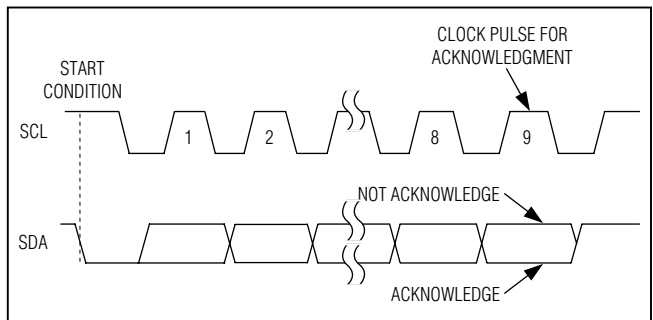 CLOCK PULSE FOR
ACKNOWLEDGMENT
START
CONDITION
SCL
1
2
8
9
NOT ACKNOWLEDGE
SDA
ACKNOWLEDGE